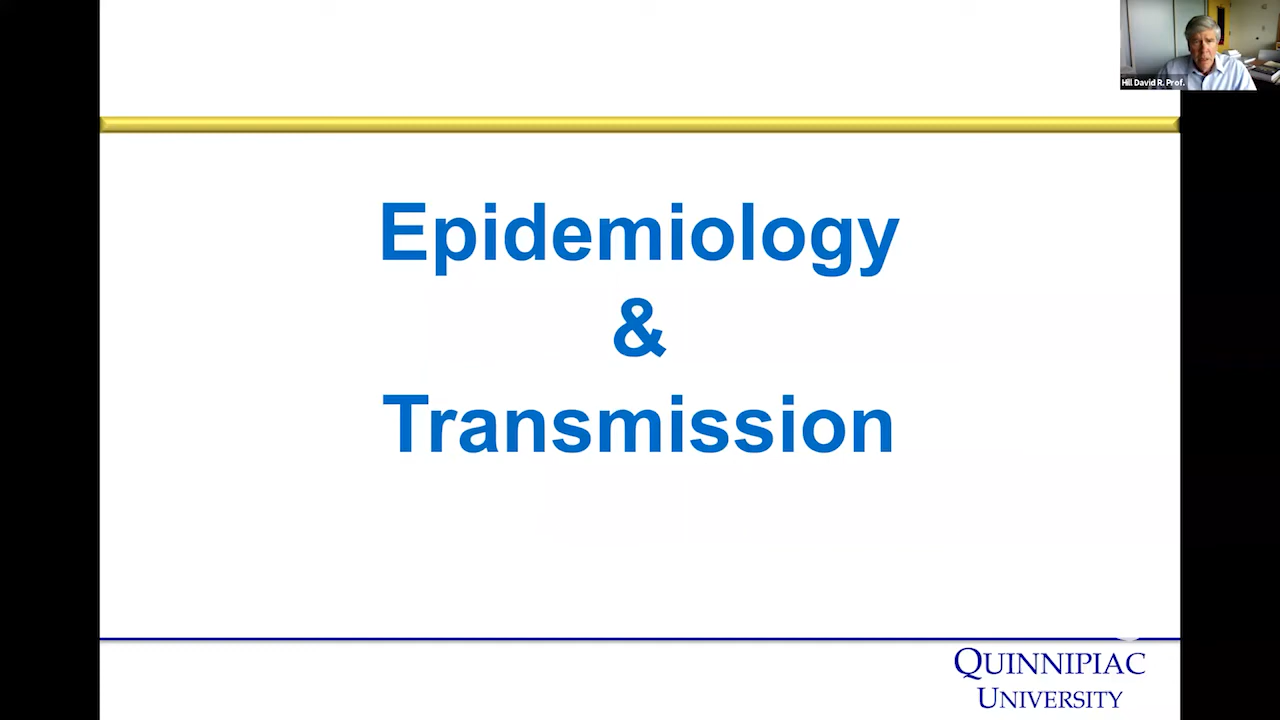 Hill David R. Prof.
Epidemiology
&
Transmission
QUINNIPIAC
UNIVERSITY